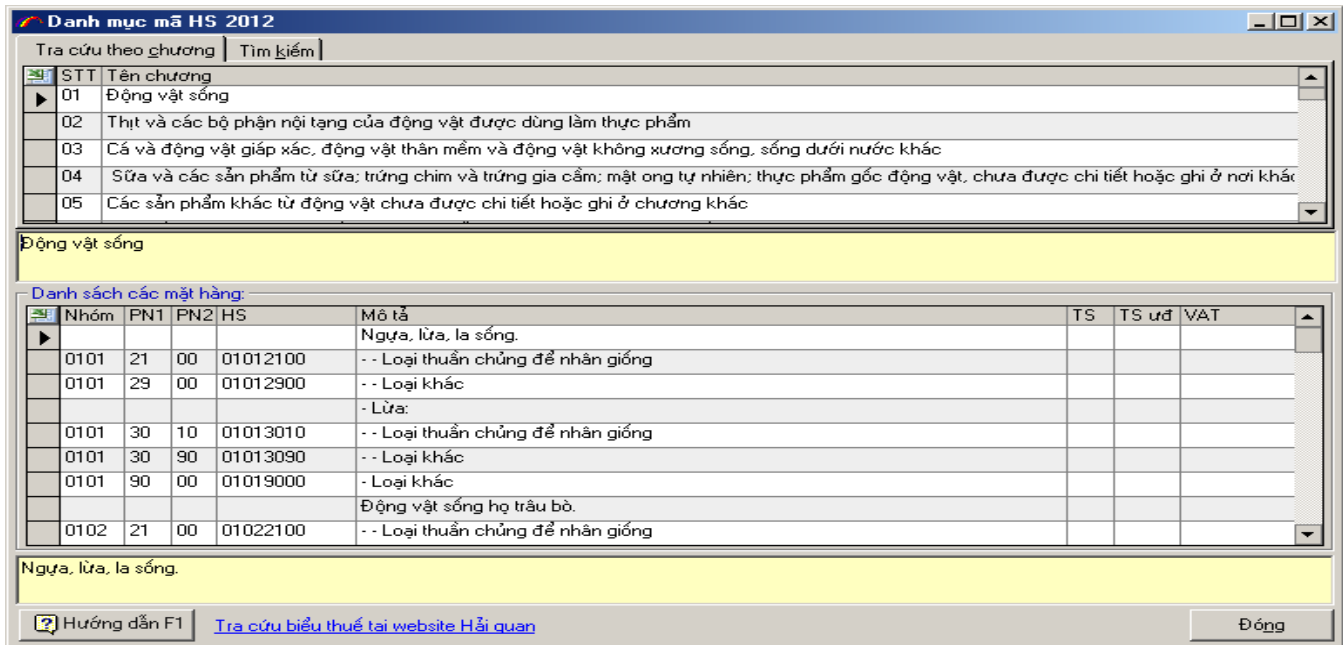 Danh mục mã HS 2012
Tra cứu theo chương Tìm kiếm
STT Tên chương
01 Động vật sống
02 Thịt và các bộ phận nội tạng của động vật được dùng làm thực phẩm
03 Cá và động vật giáp xác, động vật thân mềm và động vật không xương sống, sống dưới nước khác
04 Sữa và các sản phẩm từ sữa; trứng chim và trứng gia cầm; mật ong tự nhiên; thực phẩm gốc động vật, chưa được chi tiết hoặc ghi ở nơi khác
05 Các sản phẩm khác từ động vật chưa được chi tiết hoặc ghi ở chương khác
Động vật sống
Danh sách các mặt hàng:
Nhóm PN1 PN2 HS Mô tả TS TS ưđ VAT
Ngựa, lừa, la sống.
0101 21 00 01012100 - - Loại thuần chủng để nhân giống
0101 29 00 01012900 - - Loại khác
- Lừa:
0101 30 10 01013010 - - Loại thuần chủng để nhân giống
0101 30 90 01013090 - - Loại khác
0101 90 00 01019000 - Loại khác
Động vật sống họ trâu bò.
0102 21 00 01022100 - - Loại thuần chủng để nhân giống
Ngựa, lừa, la sống.
Hướng dẫn F1 Tra cứu biểu thuế tại website Hải quan Đóng